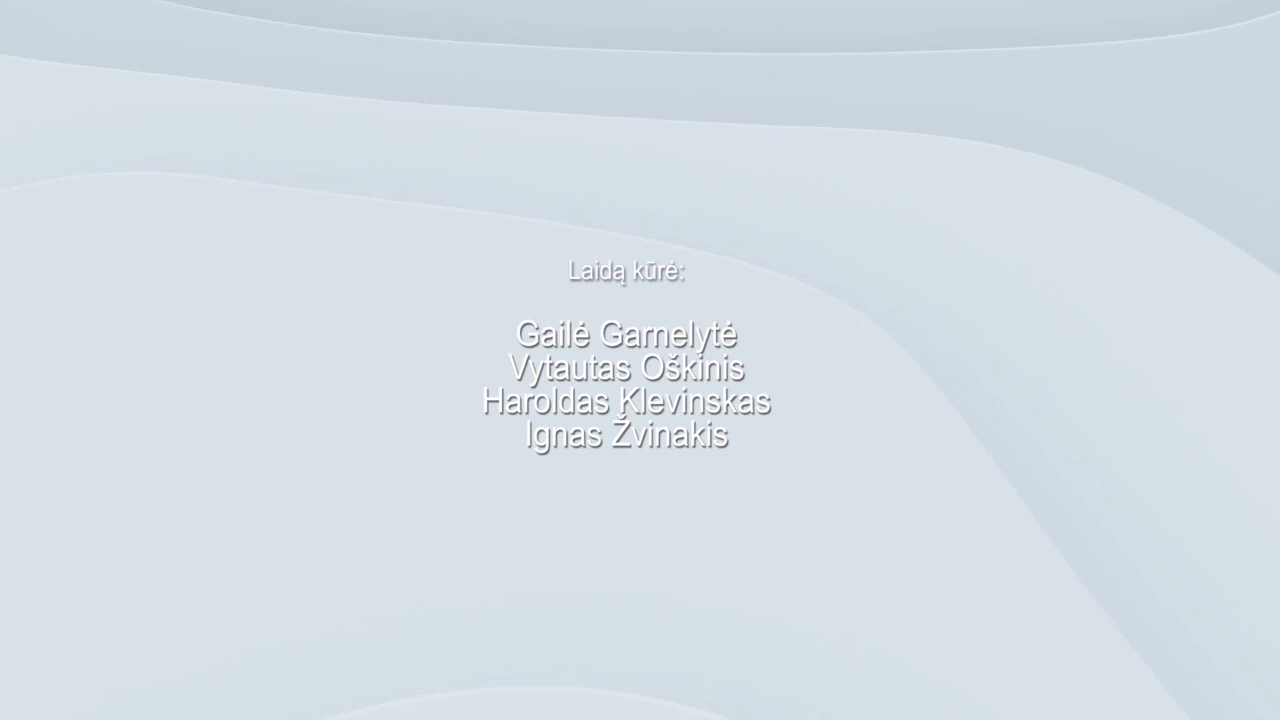 Laidą kūrė:
Gailė Garnelytė
Vytautas Oškinis
Haroldas Klevinskas
Ignas Žvinakis